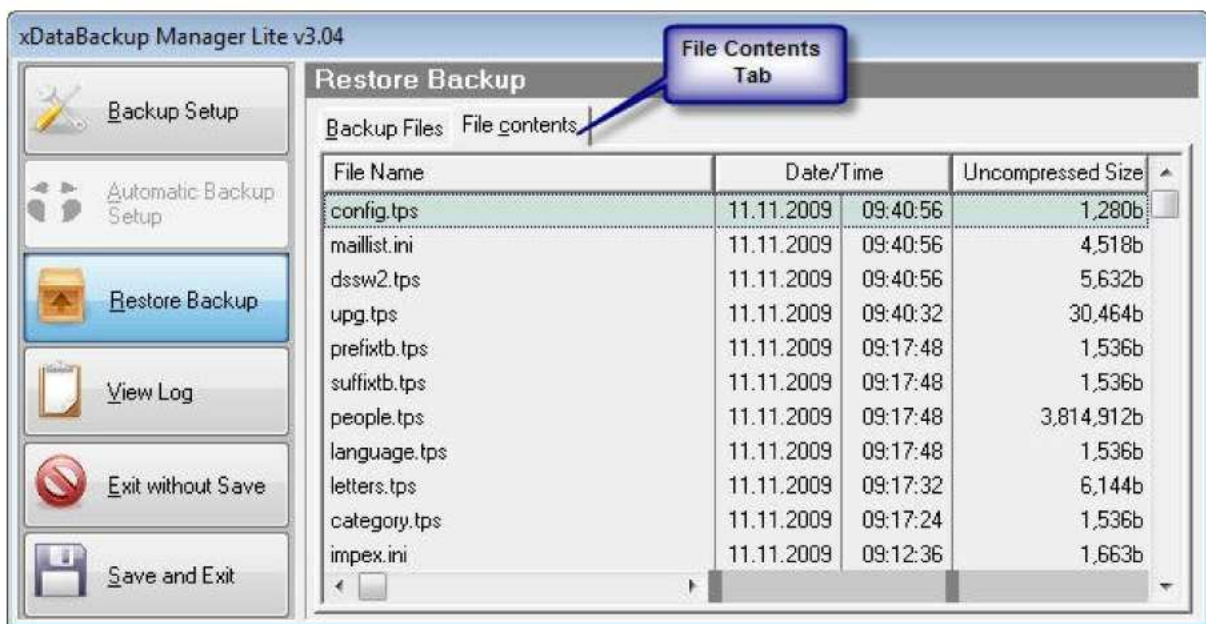 xDataBackup Manager Lite v3.04
File Contents
Tab
Backup Setup
Automatic Backup
Setup
Restore Backup
View Log
Exit without Save
Save and Exit
Restore Backup
Backup Files File contents
File Name Date/Time Uncompressed Size
config.tps 11.11.2009 09:40:56 1,280b
maillist.ini 11.11.2009 09:40:56 4,518b
dssw2.tps 11.11.2009 09:40:56 5,632b
upg.tps 11.11.2009 09:40:32 30,464b
prefixtb.tps 11.11.2009 09:17:48 1,536b
suffixtb.tps 11.11.2009 09:17:48 1,536b
people.tps 11.11.2009 09:17:48 3,814,912b
language.tps 11.11.2009 09:17:48 1,536b
letters.tps 11.11.2009 09:17:32 6,144b
category.tps 11.11.2009 09:17:24 1,536b
impex.ini 11.11.2009 09:12:36 1,663b